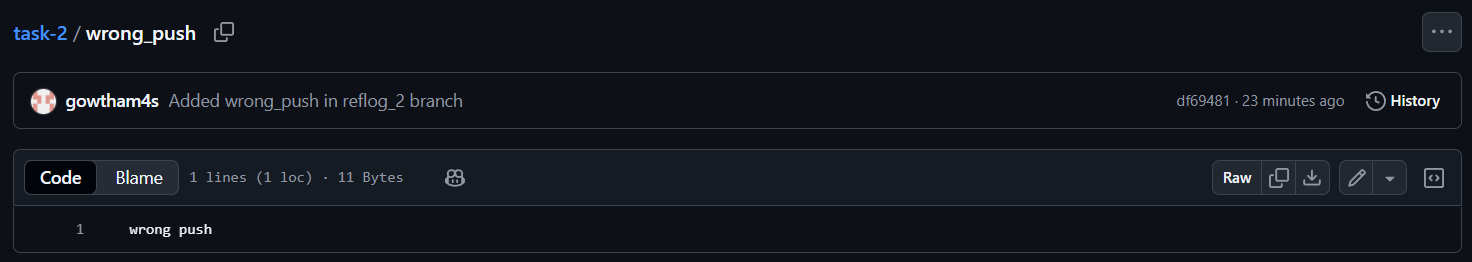 task-2 / wrong_push
gowtham4s Added wrong_push in reflog_2 branch df69481 · 23 minutes ago History
Code Blame 1 lines (1 loc) · 11 Bytes Raw
1 wrong push